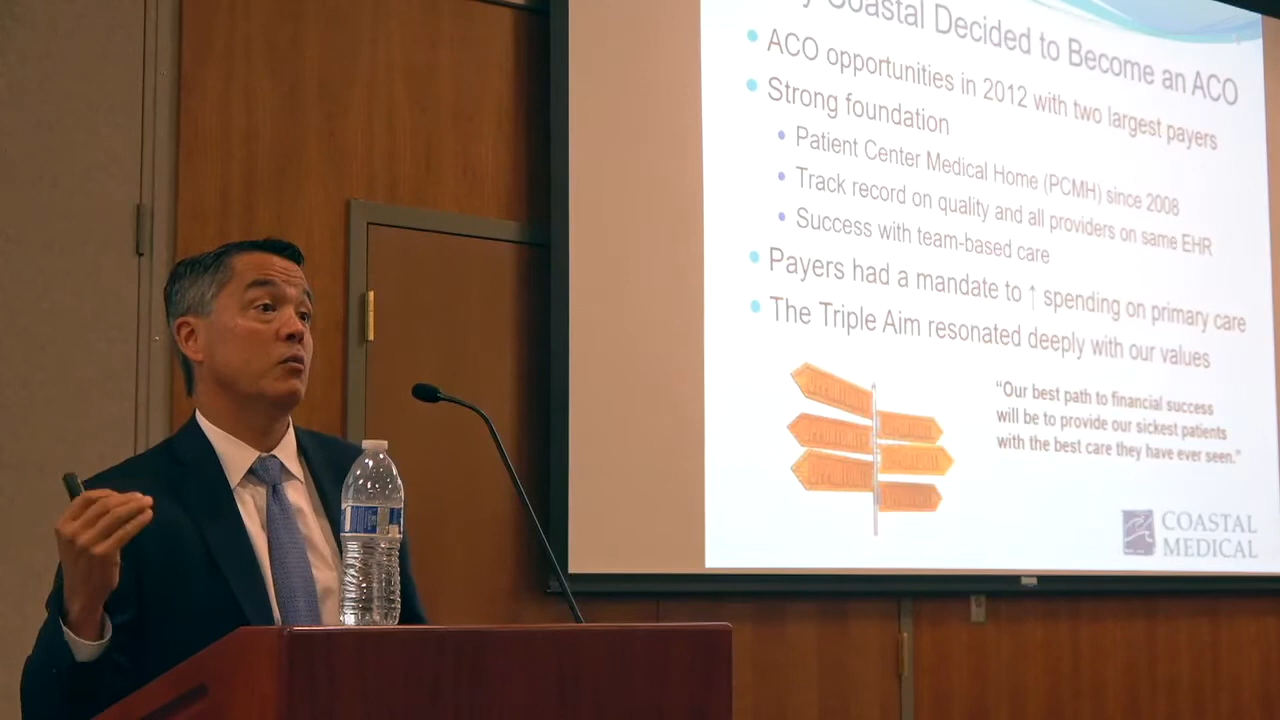 y Coastal Decided to Become an ACO
ACO opportunities in 2012 with two largest payers
Strong foundation
Patient Center Medical Home (PCMH) since 2008
Track record on quality and all providers on same EHR
Success with team-based care
Payers had a mandate to ↑ spending on primary care
The Triple Aim resonated deeply with our values
“Our best path to financial success
will be to provide our sickest patients
with the best care they have ever seen.”
COASTAL
MEDICAL